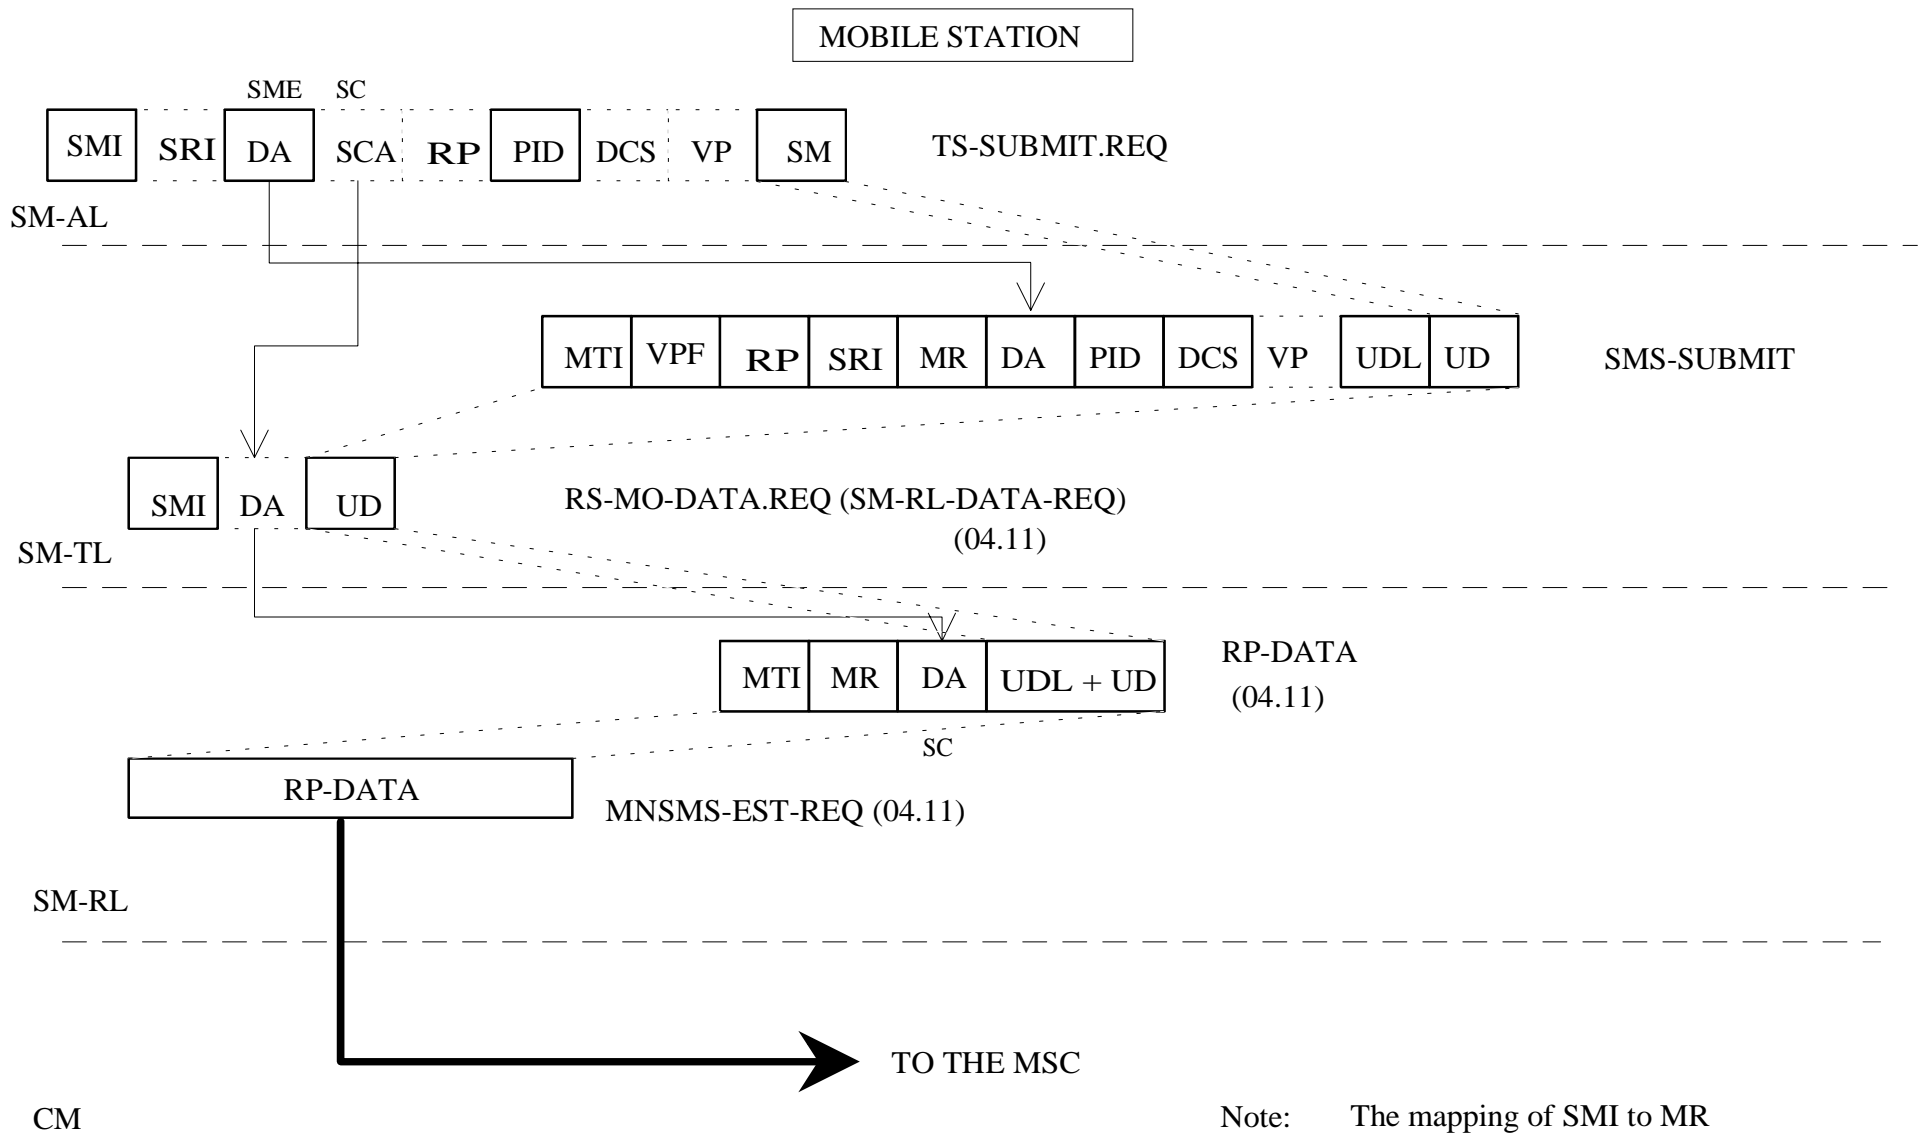 MOBILE STATION
SME SC
SMI SRI DA SCA RP PID DCS VP SM TS-SUBMIT.REQ
SM-AL
MTI VPF RP SRI MR DA PID DCS VP UDL UD SMS-SUBMIT
SMI DA UD RS-MO-DATA.REQ (SM-RL-DATA-REQ)
(04.11)
SM-TL
MTI MR DA UDL + UD RP-DATA
(04.11)
SC
RP-DATA MNSMS-EST-REQ (04.11)
SM-RL
TO THE MSC
CM Note: The mapping of SMI to MR